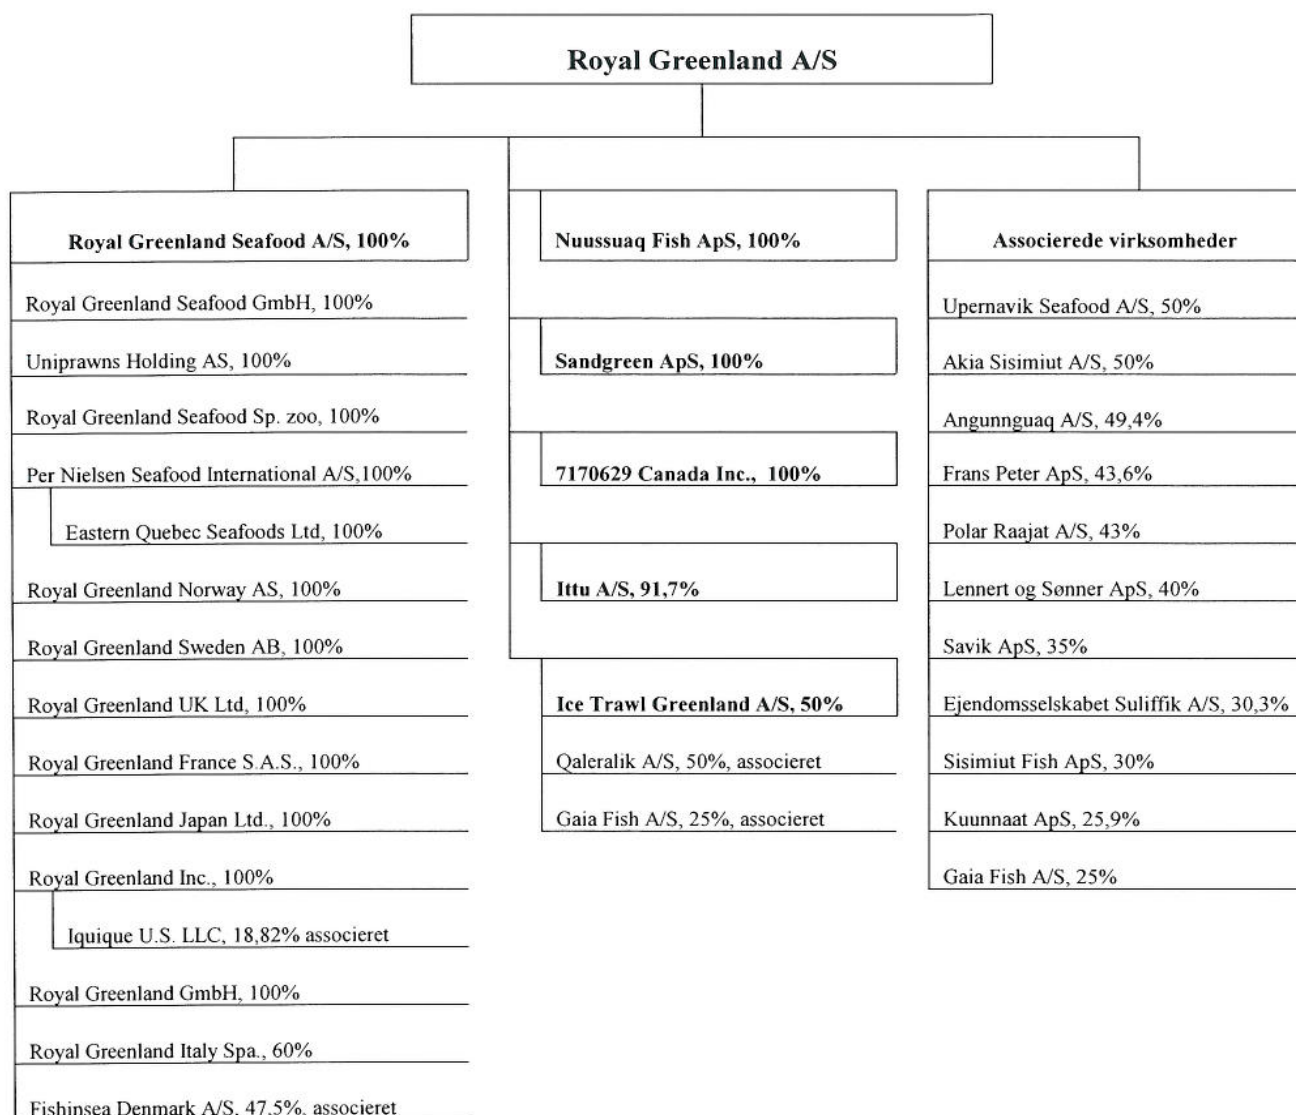 Royal Greenland A/S
Royal Greenland Seafood A/S, 100%
Royal Greenland Seafood GmbH, 100%
Uniprawns Holding AS, 100%
Royal Greenland Seafood Sp. zoo, 100%
Per Nielsen Seafood International A/S,100%
Eastern Quebec Seafoods Ltd, 100%
Royal Greenland Norway AS, 100%
Royal Greenland Sweden AB, 100%
Royal Greenland UK Ltd, 100%
Royal Greenland France S.A.S., 100%
Royal Greenland Japan Ltd., 100%
Royal Greenland Inc., 100%
Iquique U.S. LLC, 18,82% associeret
Royal Greenland GmbH, 100%
Royal Greenland Italy Spa., 60%
Fishinsea Denmark A/S, 47,5%, associeret
Nuussuaq Fish ApS, 100%
Sandgreen ApS, 100%
7170629 Canada Inc., 100%
Ittu A/S, 91,7%
Ice Trawl Greenland A/S, 50%
Qaleralik A/S, 50%, associeret
Gaia Fish A/S, 25%, associeret
Associerede virksomheder
Upernavik Seafood A/S, 50%
Akia Sisimiut A/S, 50%
Angunnguaq A/S, 49,4%
Frans Peter ApS, 43,6%
Polar Raajat A/S, 43%
Lennert og Sønner ApS, 40%
Savik ApS, 35%
Ejendomsselskabet Suliffik A/S, 30,3%
Sisimiut Fish ApS, 30%
Kuunnaat ApS, 25,9%
Gaia Fish A/S, 25%